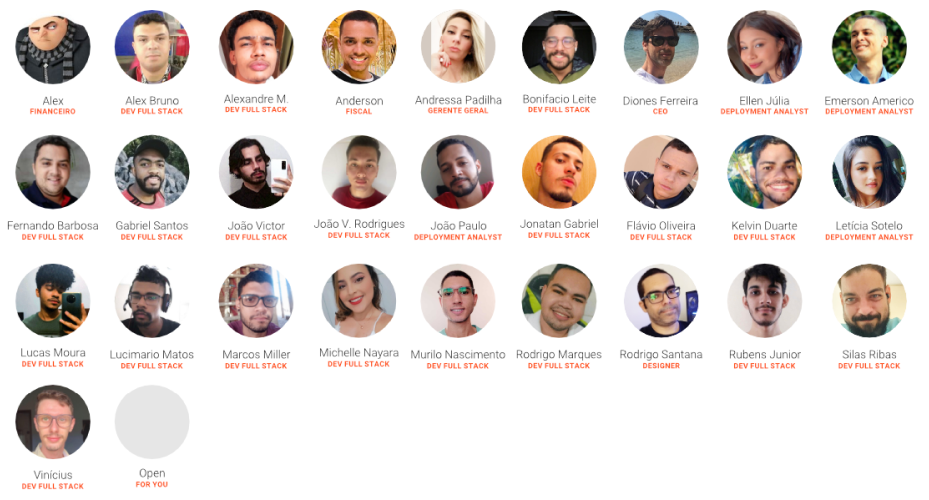 Alex
FINANCEIRO
Alex Bruno
DEV FULL STACK
Alexandre M.
DEV FULL STACK
Anderson
FISCAL
Andressa Padilha
GERENTE GERAL
Bonifacio Leite
DEV FULL STACK
Diones Ferreira
CEO
Ellen Júlia
DEPLOYMENT ANALYST
Emerson Americo
DEPLOYMENT ANALYST
Fernando Barbosa
DEV FULL STACK
Gabriel Santos
DEV FULL STACK
João Victor
DEV FULL STACK
João V. Rodrigues
DEV FULL STACK
João Paulo
DEPLOYMENT ANALYST
Jonatan Gabriel
DEV FULL STACK
Flávio Oliveira
DEV FULL STACK
Kelvin Duarte
DEV FULL STACK
Letícia Sotelo
DEPLOYMENT ANALYST
Lucas Moura
DEV FULL STACK
Lucimario Matos
DEV FULL STACK
Marcos Miller
DEV FULL STACK
Michelle Nayara
DEV FULL STACK
Murilo Nascimento
DEV FULL STACK
Rodrigo Marques
DEV FULL STACK
Rodrigo Santana
DESIGNER
Rubens Junior
DEV FULL STACK
Silas Ribas
DEV FULL STACK
Vinícius
DEV FULL STACK
Open
FOR YOU